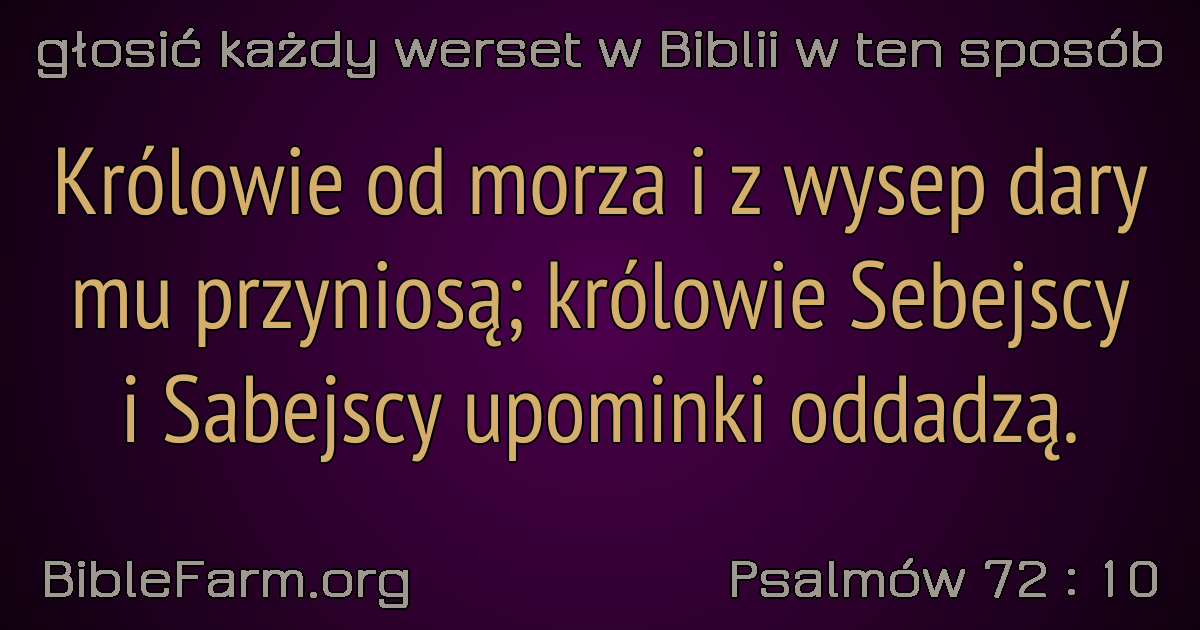 głosić każdy werset w Biblii w ten sposób
Królowie od morza i z wysep dary
mu przyniosą; królowie Sebejscy
i Sabejscy upominki oddadzą.
BibleFarm.org
Psalmów 72 : 10